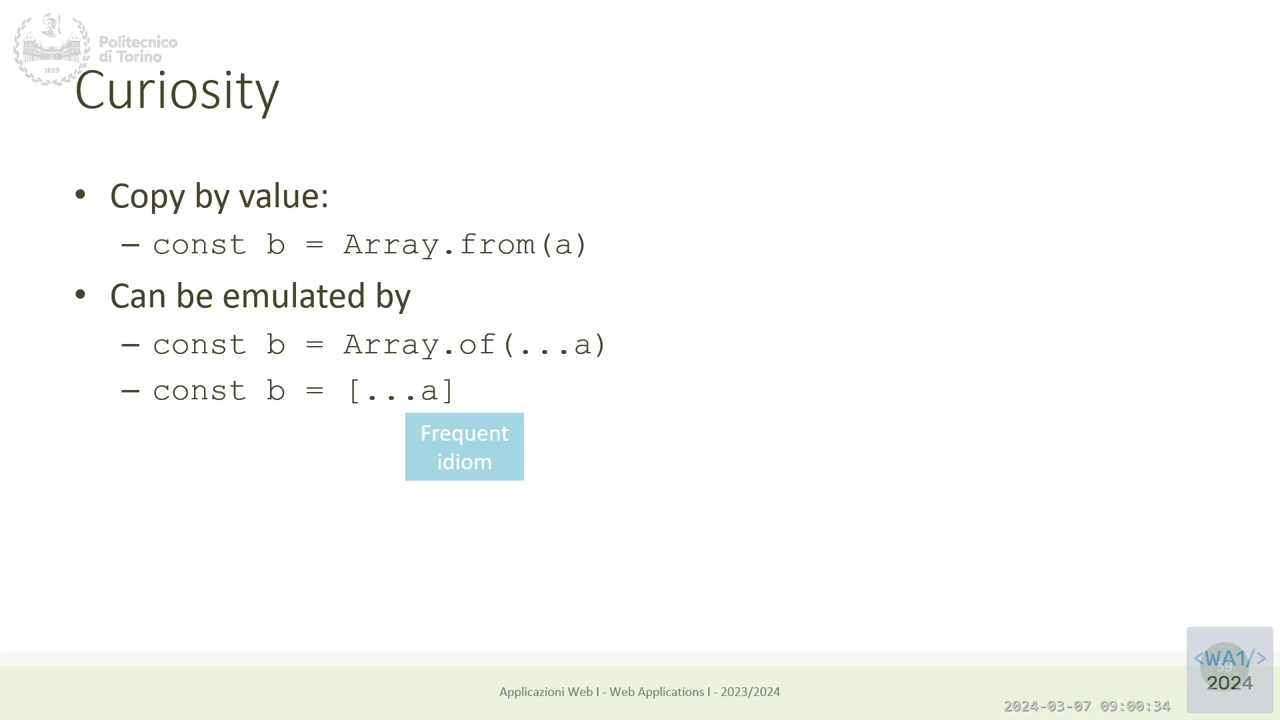 Politecnico
di Torino
1859
Curiosity
• Copy by value:
– const b = Array.from(a)
• Can be emulated by
– const b = Array.of(...a)
– const b = [...a]
Frequent
idiom
<WA1/>
2024
Applicazioni Web I - Web Applications I - 2023/2024
2024-03-07 09:00:34